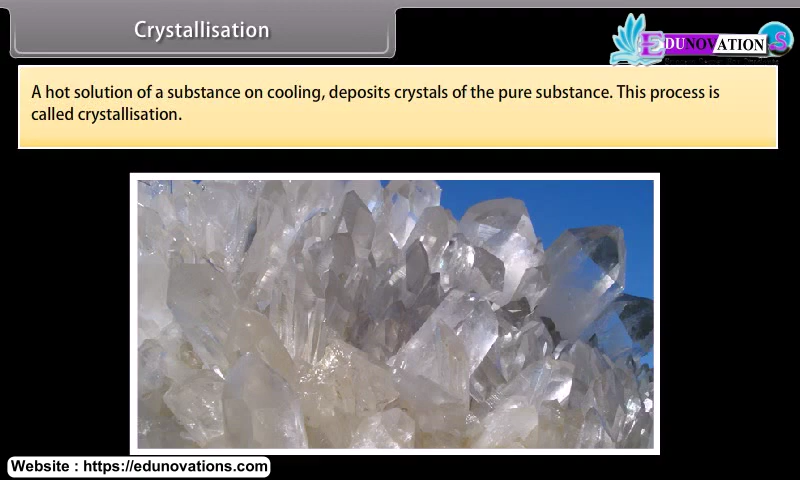 Crystallisation
EDUNOVATIONS
A hot solution of a substance on cooling, deposits crystals of the pure substance. This process is
called crystallisation.
Website : https://edunovations.com